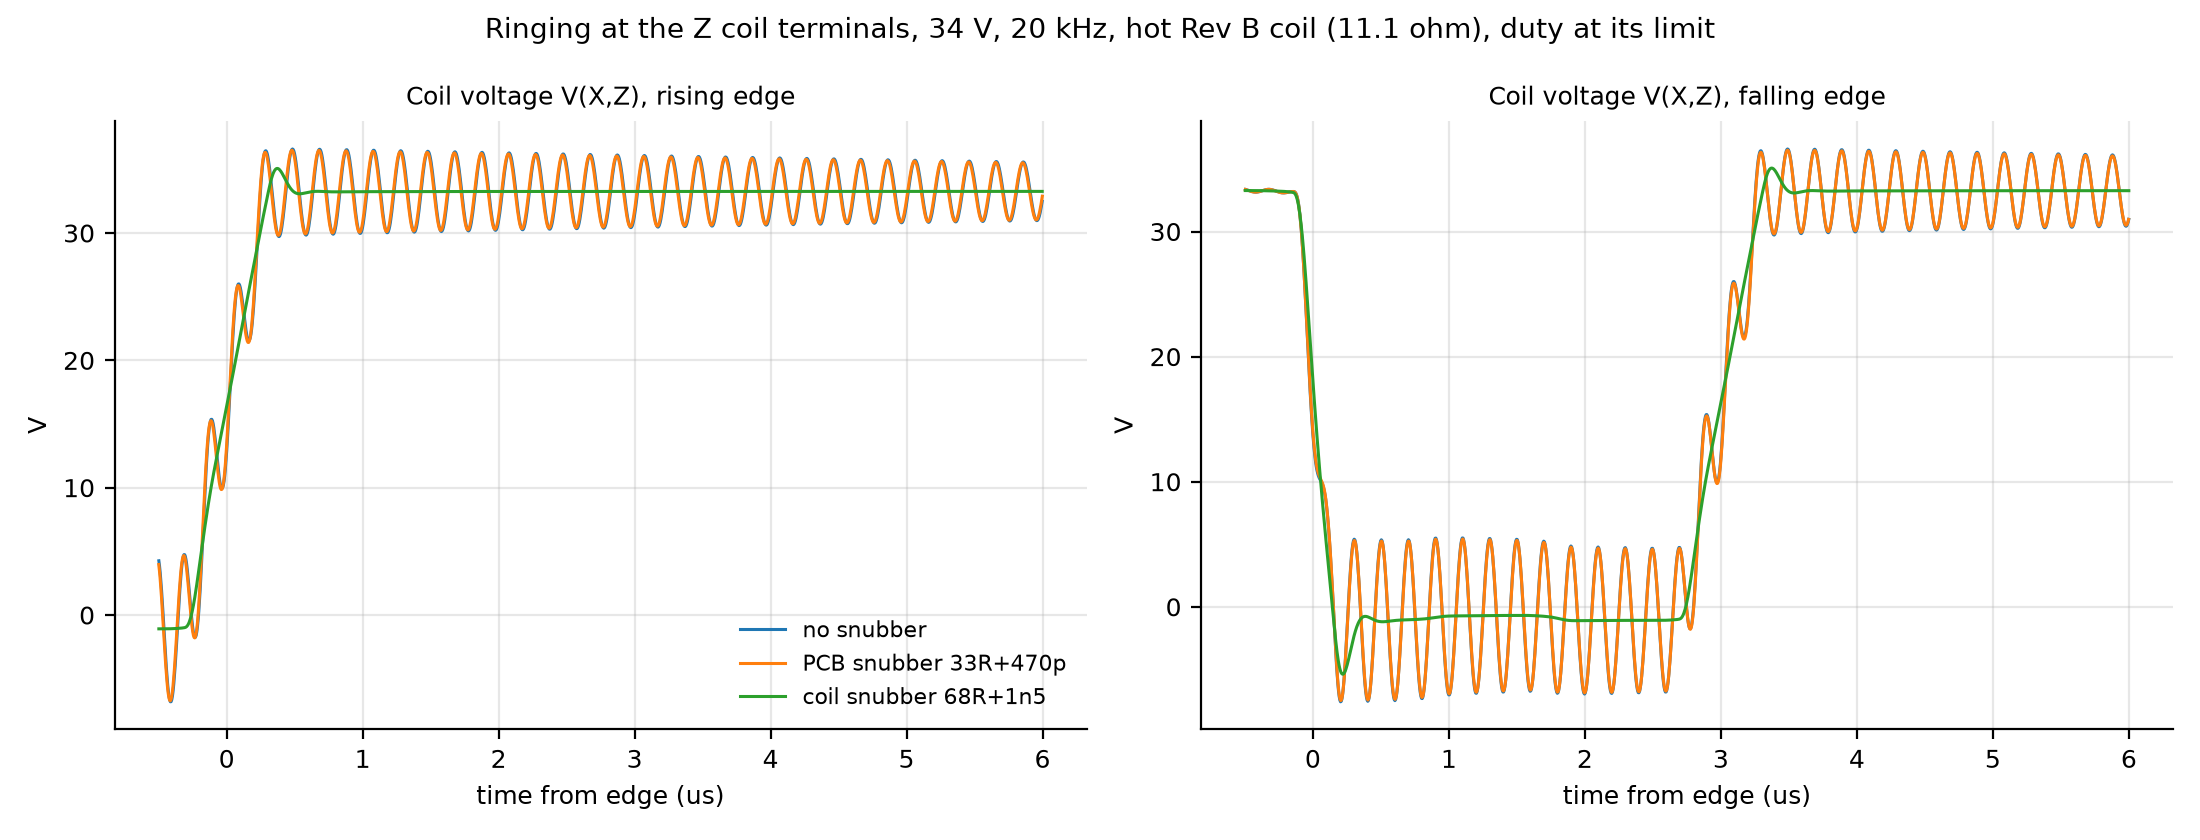 Ringing at the Z coil terminals, 34 V, 20 kHz, hot Rev B coil (11.1 ohm), duty at its limit
Coil voltage V(X,Z), rising edge
V
30
20
10
0
no snubber
PCB snubber 33R+470p
coil snubber 68R+1n5
0 1 2 3 4 5 6
time from edge (us)
Coil voltage V(X,Z), falling edge
V
30
20
10
0
0 1 2 3 4 5 6
time from edge (us)